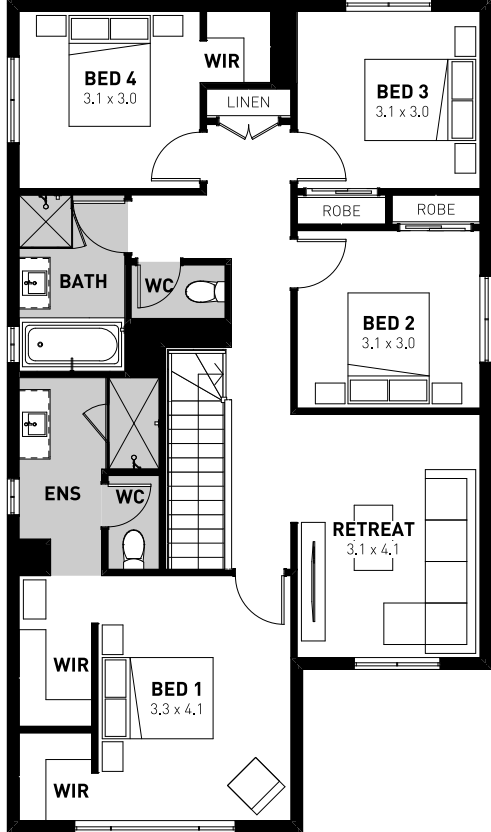 WIR
BED 4
3.1 x 3.0
BED 3
3.1 x 3.0
LINEN
ROBE
ROBE
BATH
WC
BED 2
3.1 x 3.0
ENS
WC
RETREAT
3.1 x 4.1
WIR
BED 1
3.3 x 4.1
WIR